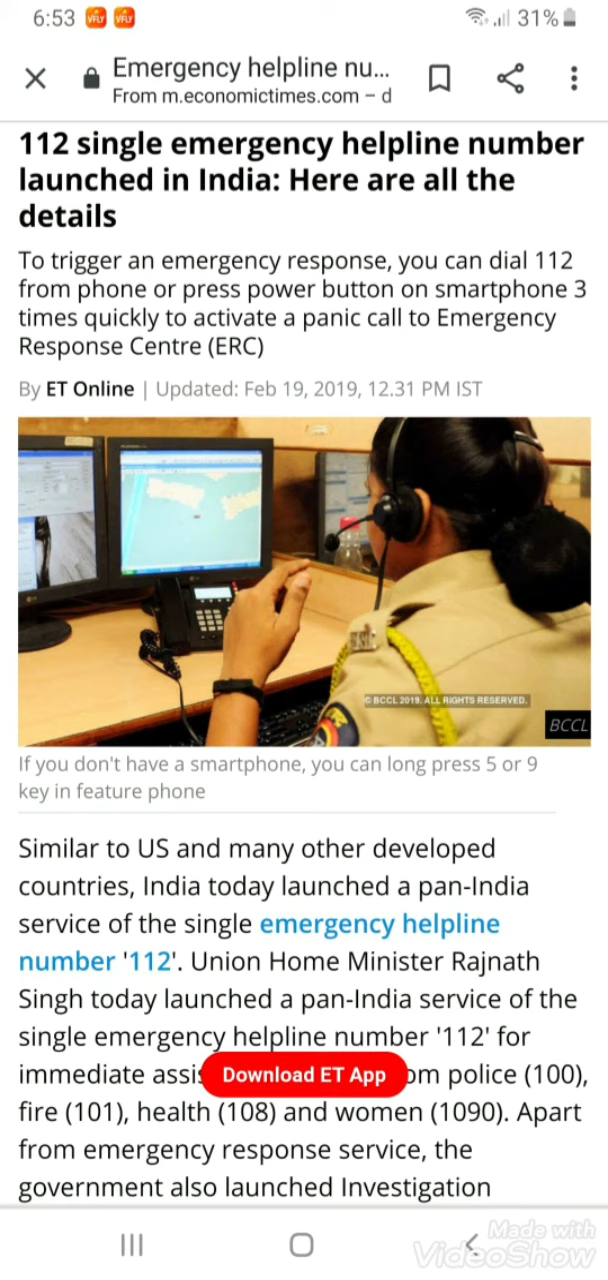 6:53 VFLY VFLY 31%
Emergency helpline nu...
From m.economictimes.com – d
112 single emergency helpline number
launched in India: Here are all the
details
To trigger an emergency response, you can dial 112
from phone or press power button on smartphone 3
times quickly to activate a panic call to Emergency
Response Centre (ERC)
By ET Online | Updated: Feb 19, 2019, 12.31 PM IST
© BCCL 2019. ALL RIGHTS RESERVED.
BCCL
If you don't have a smartphone, you can long press 5 or 9
key in feature phone
Similar to US and many other developed
countries, India today launched a pan-India
service of the single emergency helpline
number '112'. Union Home Minister Rajnath
Singh today launched a pan-India service of the
single emergency helpline number '112' for
immediate assis Download ET App om police (100),
fire (101), health (108) and women (1090). Apart
from emergency response service, the
government also launched Investigation
Made with
VideoShow